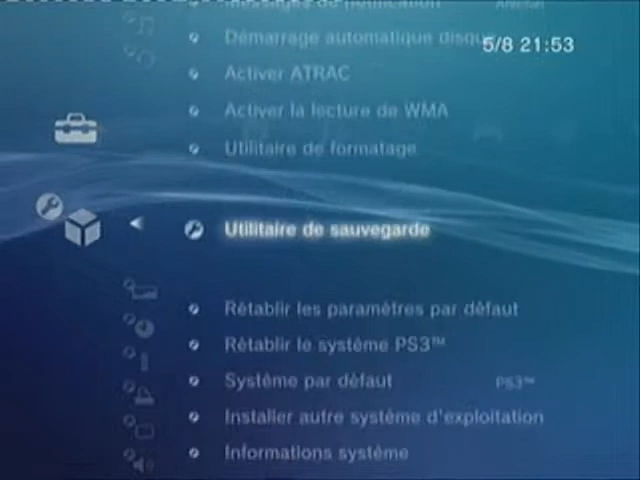 Démarrage automatique disque
5/8 21:53
Activer ATRAC
Activer la lecture de WMA
Utilitaire de formatage
Utilitaire de sauvegarde
Rétablir les paramètres par défaut
Rétablir le système PS3™
Système par défaut PS3™
Installer autre système d'exploitation
Informations système